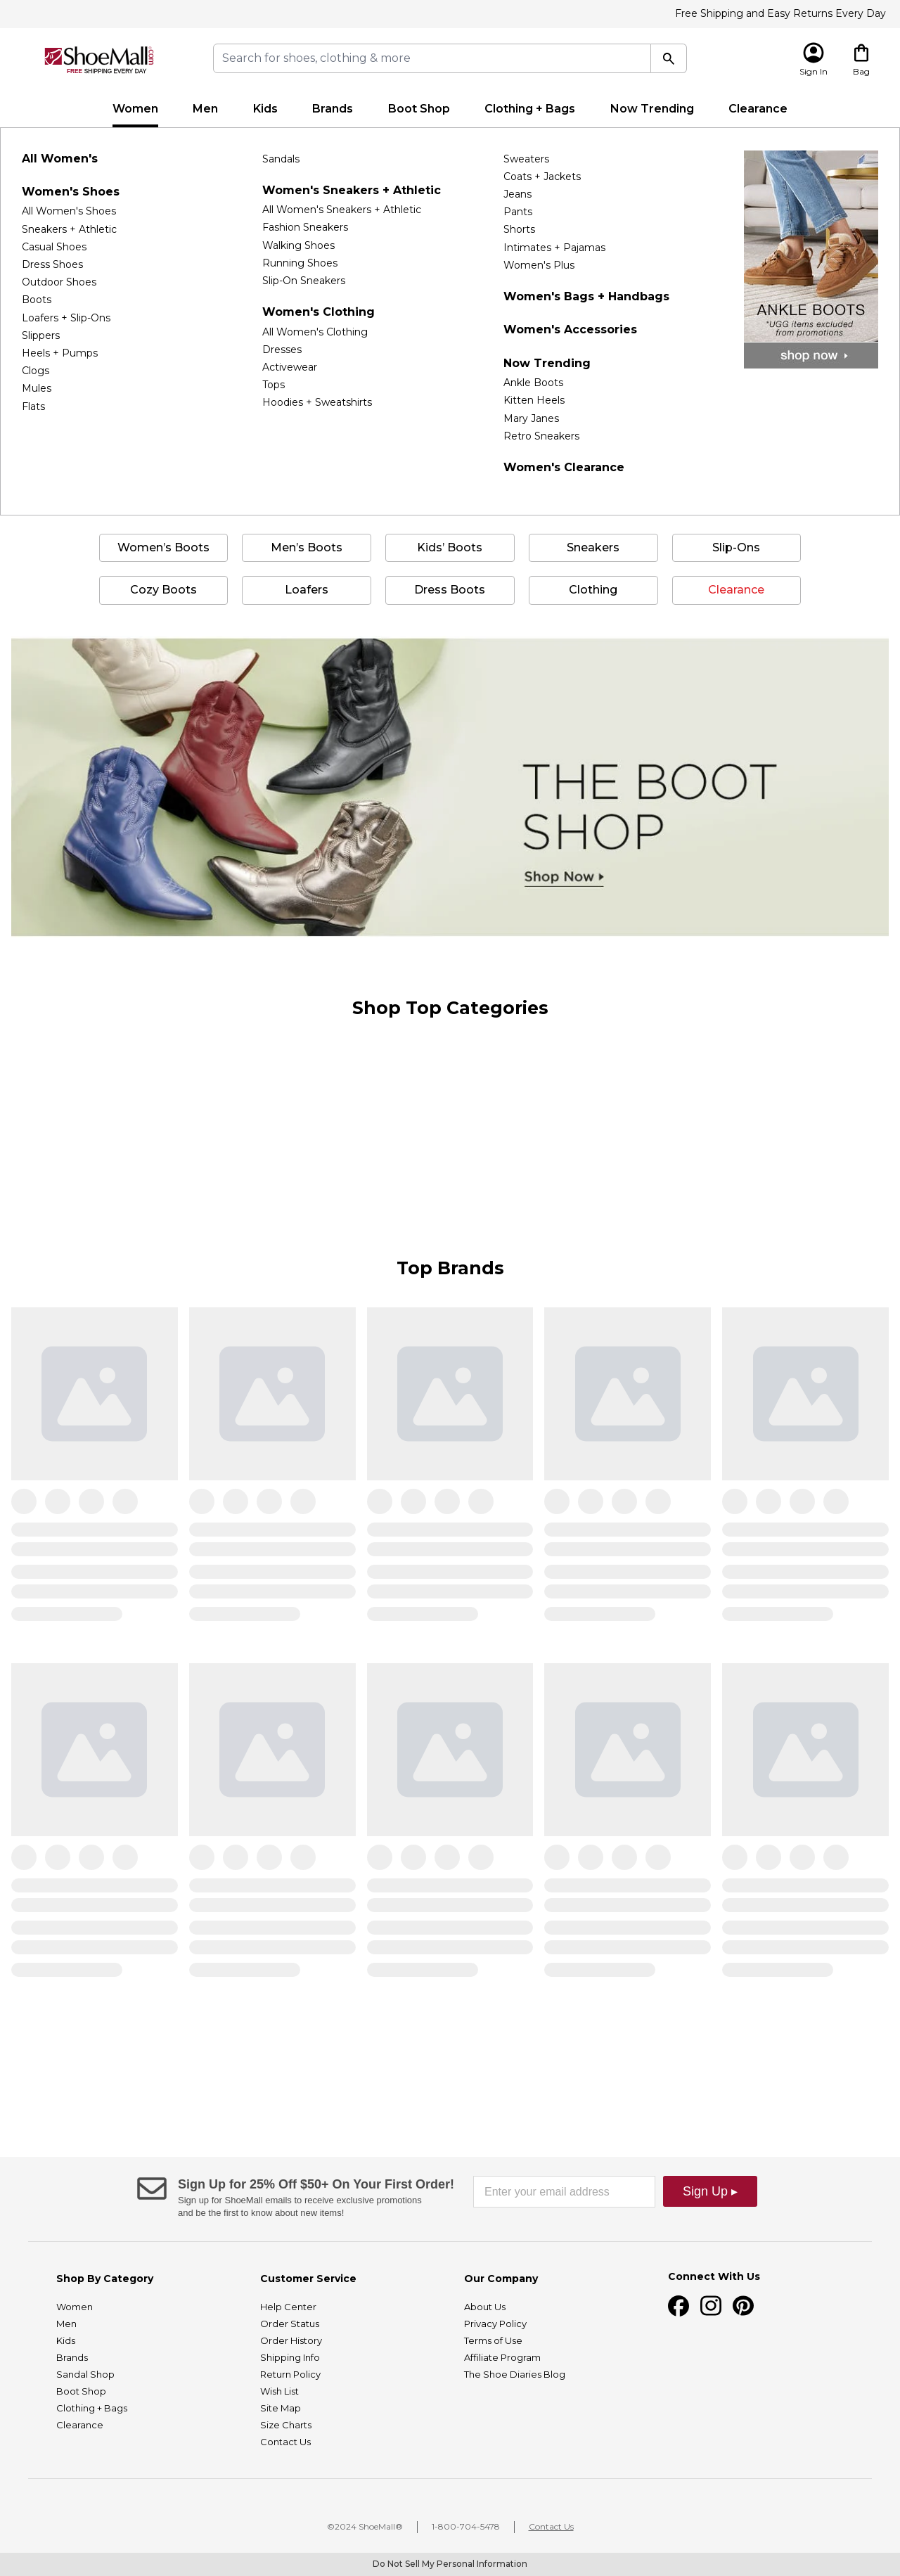 Free Shipping and Easy Returns Every Day
ShoeMall.COM
FREE SHIPPING EVERY DAY
Search for shoes, clothing & more
Sign In
Bag
Women
Men
Kids
Brands
Boot Shop
Clothing + Bags
Now Trending
Clearance
All Women's
Women's Shoes
All Women's Shoes
Sneakers + Athletic
Casual Shoes
Dress Shoes
Outdoor Shoes
Boots
Loafers + Slip-Ons
Slippers
Heels + Pumps
Clogs
Mules
Flats
Sandals
Women's Sneakers + Athletic
All Women's Sneakers + Athletic
Fashion Sneakers
Walking Shoes
Running Shoes
Slip-On Sneakers
Women's Clothing
All Women's Clothing
Dresses
Activewear
Tops
Hoodies + Sweatshirts
Sweaters
Coats + Jackets
Jeans
Pants
Shorts
Intimates + Pajamas
Women's Plus
Women's Bags + Handbags
Women's Accessories
Now Trending
Ankle Boots
Kitten Heels
Mary Janes
Retro Sneakers
Women's Clearance
ANKLE BOOTS
*UGG items excluded
from promotions
shop now
Women's Boots
Men's Boots
Kids' Boots
Sneakers
Slip-Ons
Cozy Boots
Loafers
Dress Boots
Clothing
Clearance
THE BOOT
SHOP
Shop Now
Shop Top Categories
Top Brands
Sign Up for 25% Off $50+ On Your First Order!
Sign up for ShoeMall emails to receive exclusive promotions
and be the first to know about new items!
Enter your email address
Sign Up ▸
Shop By Category
Women
Men
Kids
Brands
Sandal Shop
Boot Shop
Clothing + Bags
Clearance
Customer Service
Help Center
Order Status
Order History
Shipping Info
Return Policy
Wish List
Site Map
Size Charts
Contact Us
Our Company
About Us
Privacy Policy
Terms of Use
Affiliate Program
The Shoe Diaries Blog
Connect With Us
©2024 ShoeMall®
1-800-704-5478
Contact Us
Do Not Sell My Personal Information